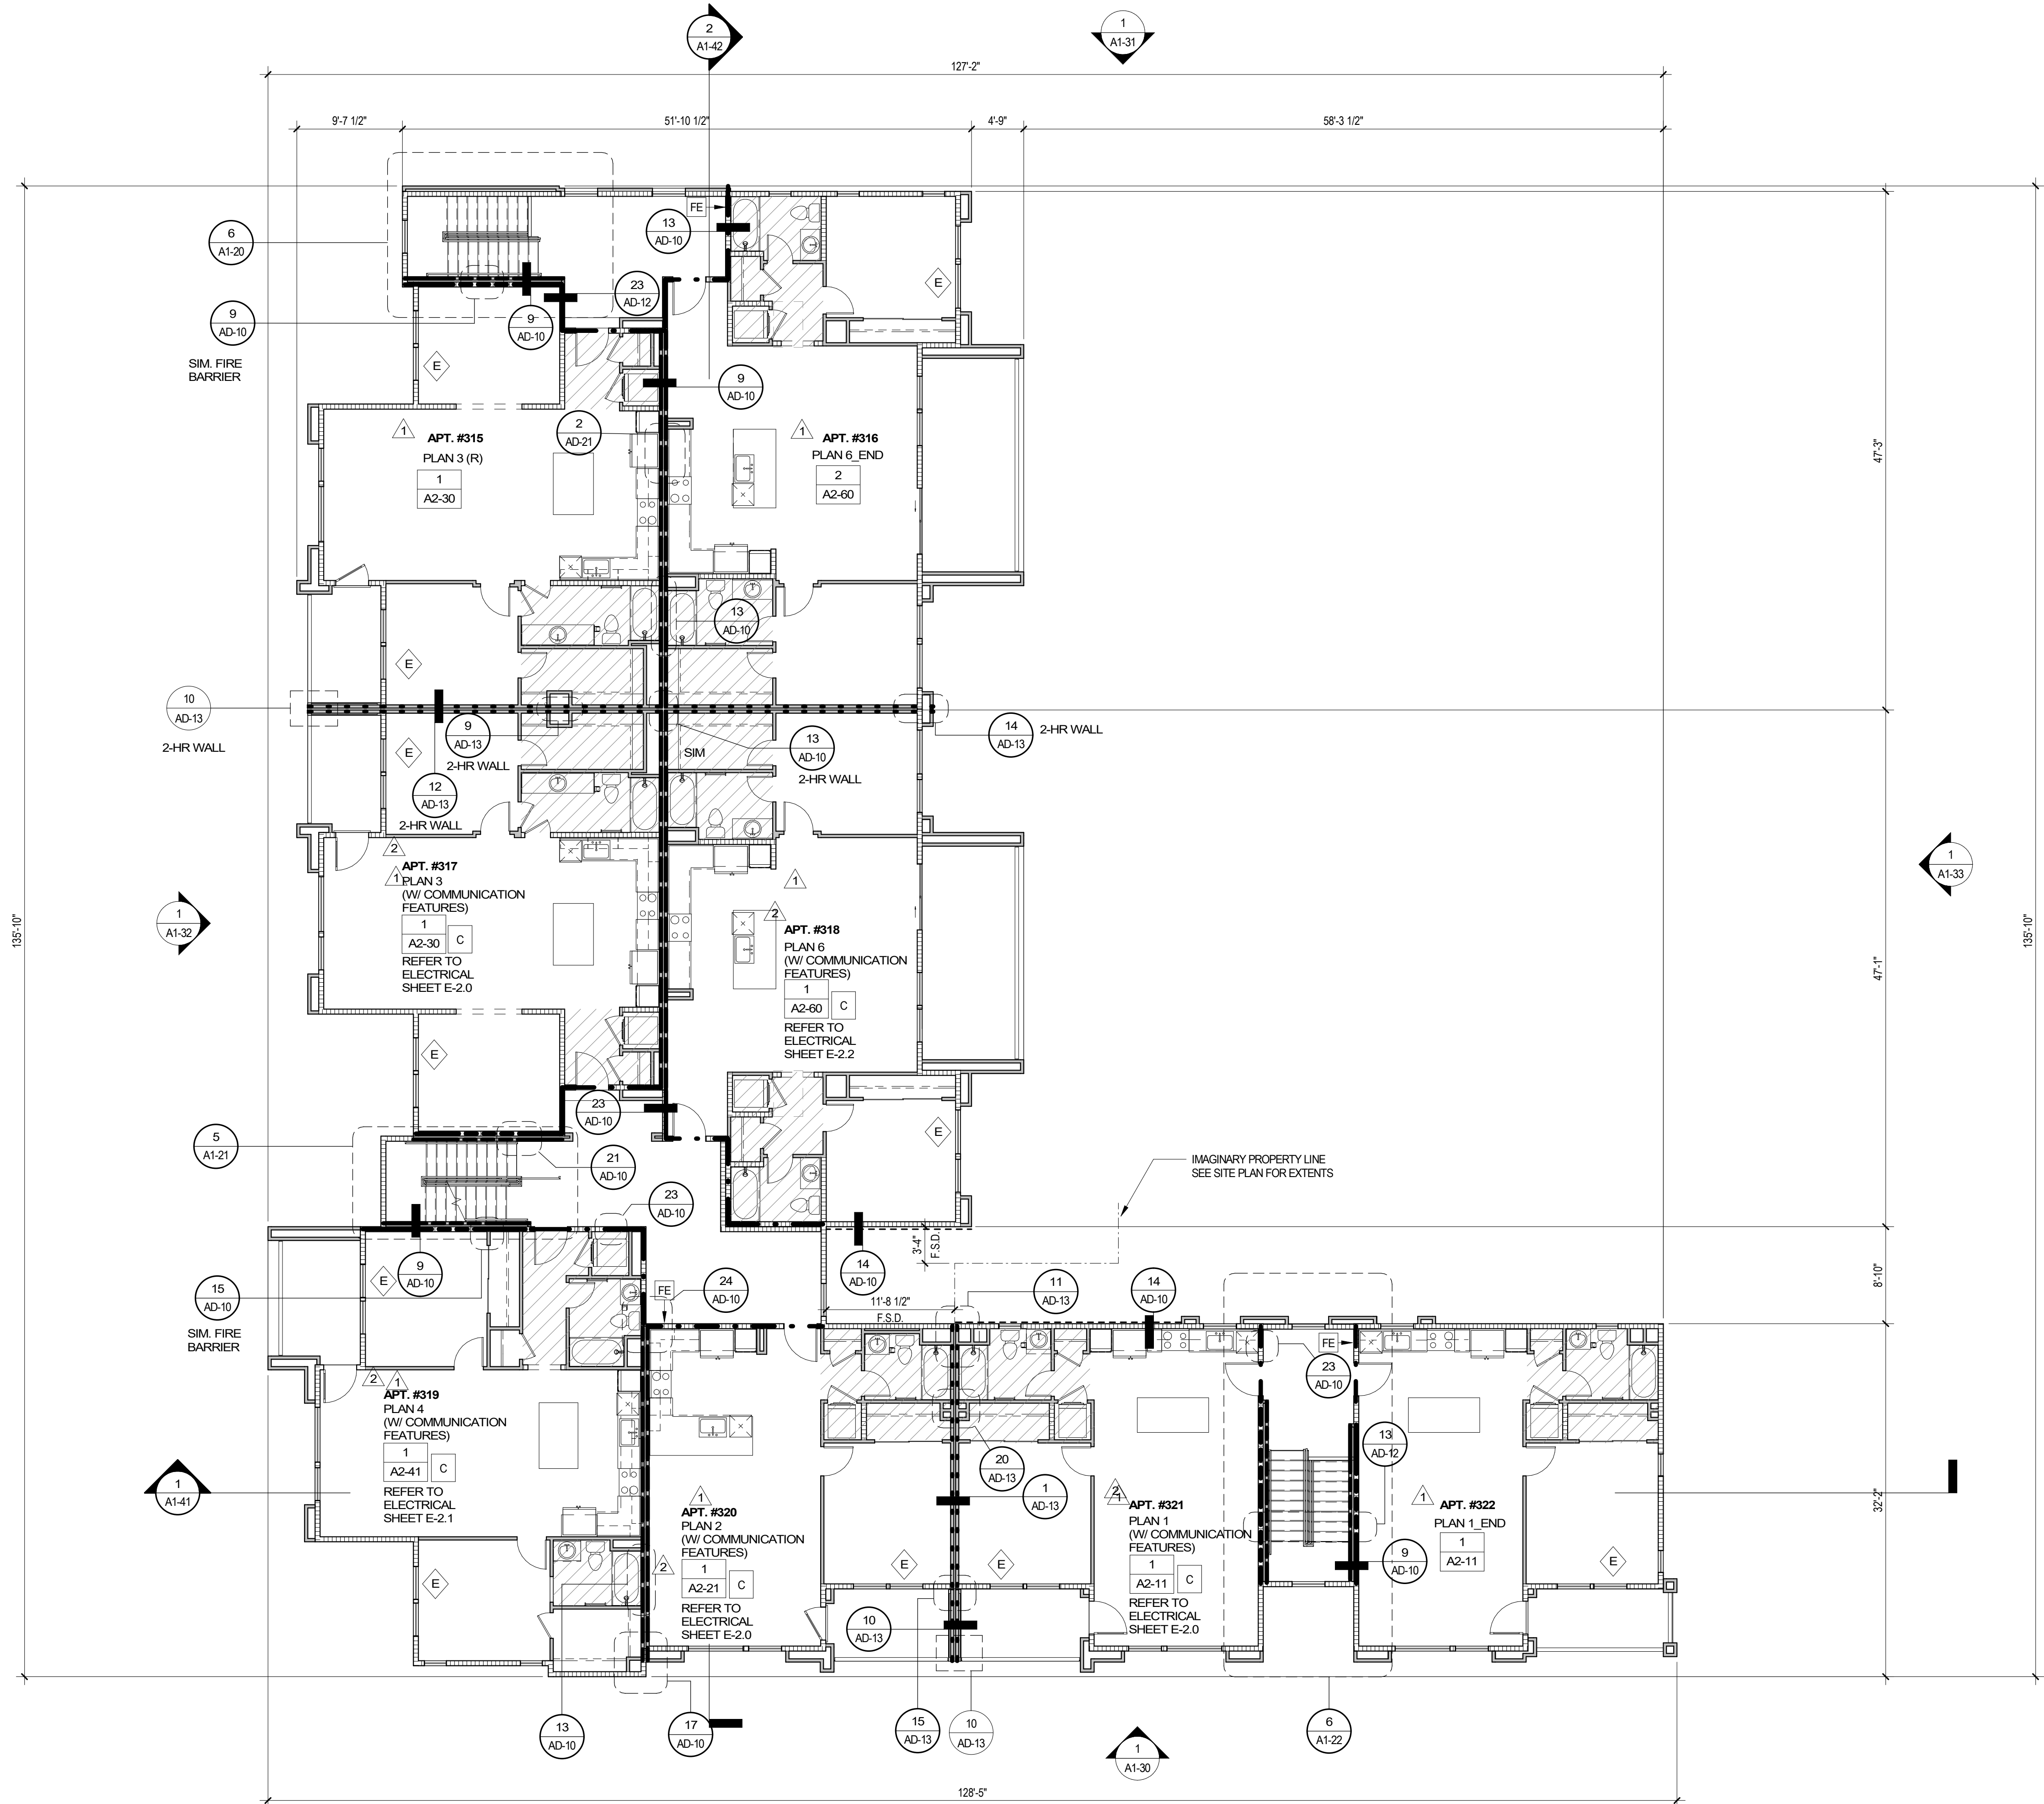 2
A1-42
1
A1-31
127'-2"
9'-7 1/2"
51'-10 1/2"
4'-9"
58'-3 1/2"
FE
13
AD-10
6
A1-20
E
23
AD-12
9
AD-10
9
AD-10
SIM. FIRE
BARRIER
E
9
AD-10
2
AD-21
1
APT. #315
PLAN 3 (R)
1
A2-30
1
APT. #316
PLAN 6_END
2
A2-60
47'-3"
13
AD-10
E
10
AD-13
2-HR WALL
9
AD-13
2-HR WALL
E
SIM
13
AD-10
2-HR WALL
14
AD-13
2-HR WALL
12
AD-13
2-HR WALL
2
APT. #317
1
PLAN 3
(W/ COMMUNICATION
FEATURES)
1
A2-30
C
REFER TO
ELECTRICAL
SHEET E-2.0
1
2
APT. #318
PLAN 6
(W/ COMMUNICATION
FEATURES)
1
A2-60
C
REFER TO
ELECTRICAL
SHEET E-2.2
1
A1-33
1
A1-32
135'-10"
135'-10"
47'-1"
E
23
AD-10
E
5
A1-21
21
AD-10
IMAGINARY PROPERTY LINE
SEE SITE PLAN FOR EXTENTS
23
AD-10
3'-4"
F.S.D.
9
AD-10
E
14
AD-10
15
AD-10
SIM. FIRE
BARRIER
FE
24
AD-10
11
AD-13
14
AD-10
8'-10"
11'-8 1/2"
F.S.D.
FE
23
AD-10
2
1
APT. #319
PLAN 4
(W/ COMMUNICATION
FEATURES)
1
A2-41
C
REFER TO
ELECTRICAL
SHEET E-2.1
1
A1-41
13
AD-12
20
AD-13
1
AD-13
1
APT. #320
PLAN 2
(W/ COMMUNICATION
FEATURES)
2
1
A2-21
C
REFER TO
ELECTRICAL
SHEET E-2.0
2
1
APT. #321
PLAN 1
(W/ COMMUNICATION
FEATURES)
1
A2-11
C
REFER TO
ELECTRICAL
SHEET E-2.0
1
APT. #322
PLAN 1_END
1
A2-11
32'-2"
9
AD-10
E
E
E
E
10
AD-13
13
AD-10
17
AD-10
15
AD-13
10
AD-13
1
A1-30
6
A1-22
128'-5"